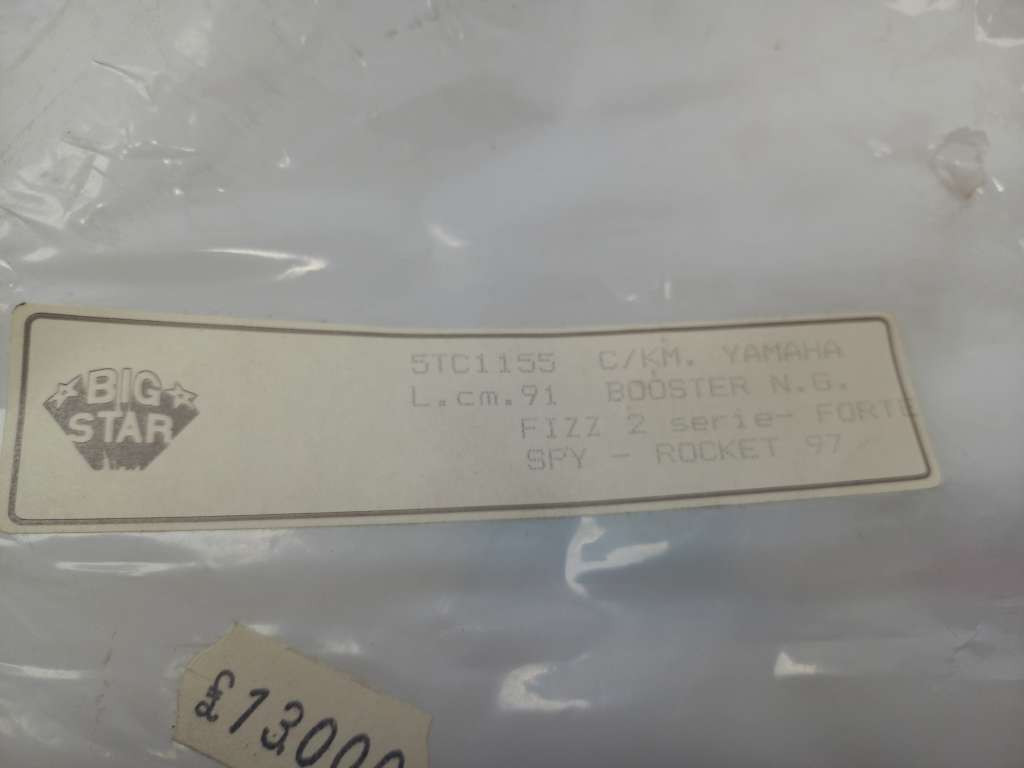 BIG
STAR
5TC1155 C/KM. YAMAHA
L.cm.91 BOOSTER N.G.
FIZZ 2 serie- FORTE
SPY - ROCKET 97
£13000